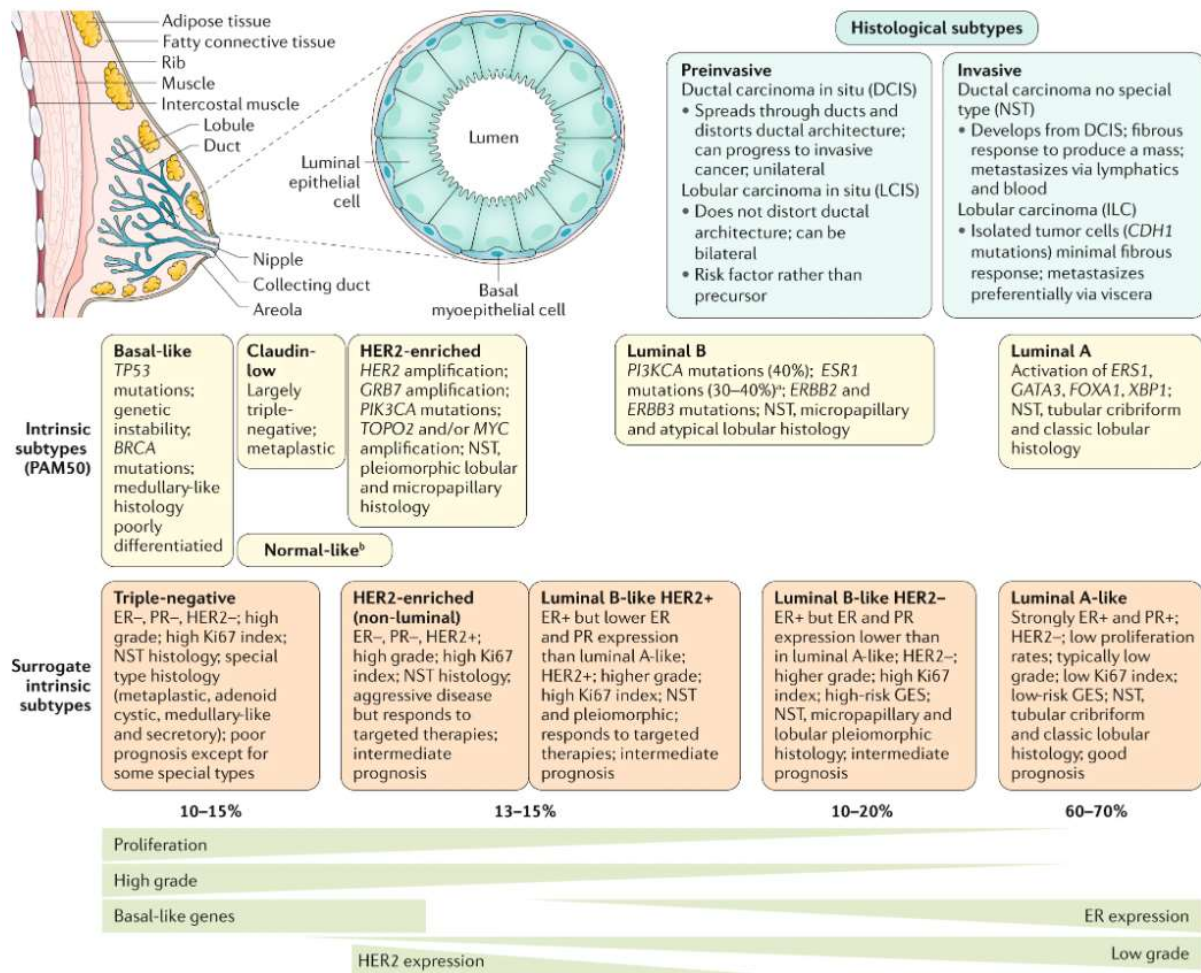 Adipose tissue
Fatty connective tissue
Rib
Muscle
Intercostal muscle
Lobule
Duct
Nipple
Collecting duct
Areola
Lumen
Luminal
epithelial
cell
Basal
myoepithelial cell
Histological subtypes
Preinvasive
Ductal carcinoma in situ (DCIS)
• Spreads through ducts and
distorts ductal architecture;
can progress to invasive
cancer; unilateral
Lobular carcinoma in situ (LCIS)
• Does not distort ductal
architecture; can be
bilateral
• Risk factor rather than
precursor
Invasive
Ductal carcinoma no special
type (NST)
• Develops from DCIS; fibrous
response to produce a mass;
metastasizes via lymphatics
and blood
Lobular carcinoma (ILC)
• Isolated tumor cells (CDH1
mutations) minimal fibrous
response; metastasizes
preferentially via viscera
Intrinsic
subtypes
(PAM50)
Basal-like
TP53
mutations;
genetic
instability;
BRCA
mutations;
medullary-like
histology
poorly
differentiatied
Claudin-
low
Largely
triple-
negative;
metaplastic
HER2-enriched
HER2 amplification;
GRB7 amplification;
PIK3CA mutations;
TOPO2 and/or MYC
amplification; NST,
pleiomorphic lobular
and micropapillary
histology
Normal-likeᵇ
Luminal B
PI3KCA mutations (40%); ESR1
mutations (30–40%)ᵃ; ERBB2 and
ERBB3 mutations; NST, micropapillary
and atypical lobular histology
Luminal A
Activation of ERS1,
GATA3, FOXA1, XBP1;
NST, tubular cribriform
and classic lobular
histology
Surrogate
intrinsic
subtypes
Triple-negative
ER–, PR–, HER2–; high
grade; high Ki67 index;
NST histology; special
type histology
(metaplastic, adenoid
cystic, medullary-like
and secretory); poor
prognosis except for
some special types
HER2-enriched
(non-luminal)
ER–, PR–, HER2+;
high grade; high Ki67
index; NST histology;
aggressive disease
but responds to
targeted therapies;
intermediate
prognosis
Luminal B-like HER2+
ER+ but lower ER
and PR expression
than luminal A-like;
HER2+; higher grade;
high Ki67 index; NST
and pleiomorphic;
responds to targeted
therapies; intermediate
prognosis
Luminal B-like HER2–
ER+ but ER and PR
expression lower than
in luminal A-like; HER2–;
higher grade; high Ki67
index; high-risk GES;
NST, micropapillary and
lobular pleiomorphic
histology; intermediate
prognosis
Luminal A-like
Strongly ER+ and PR+;
HER2–; low proliferation
rates; typically low
grade; low Ki67 index;
low-risk GES; NST,
tubular cribriform
and classic lobular
histology; good
prognosis
10–15%
13–15%
10–20%
60–70%
Proliferation
High grade
Basal-like genes
ER expression
Low grade
HER2 expression